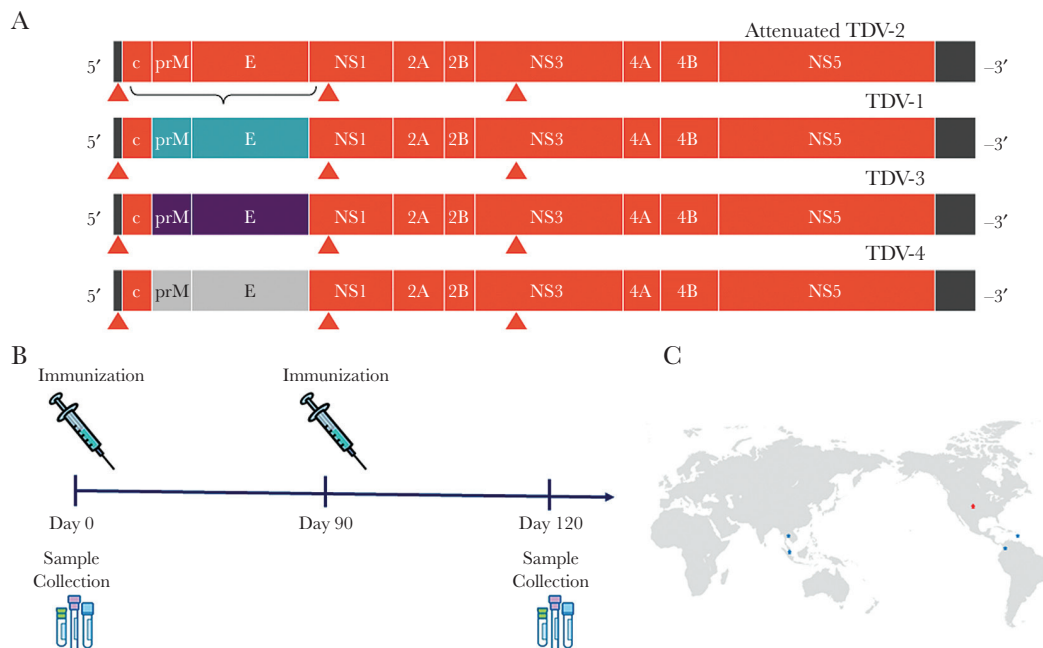 A
Attenuated TDV-2
5′ c prM E NS1 2A 2B NS3 4A 4B NS5 –3′
TDV-1
5′ c prM E NS1 2A 2B NS3 4A 4B NS5 –3′
TDV-3
5′ c prM E NS1 2A 2B NS3 4A 4B NS5 –3′
TDV-4
5′ c prM E NS1 2A 2B NS3 4A 4B NS5 –3′
B
Immunization Immunization
Day 0 Day 90 Day 120
Sample Sample
Collection Collection
C